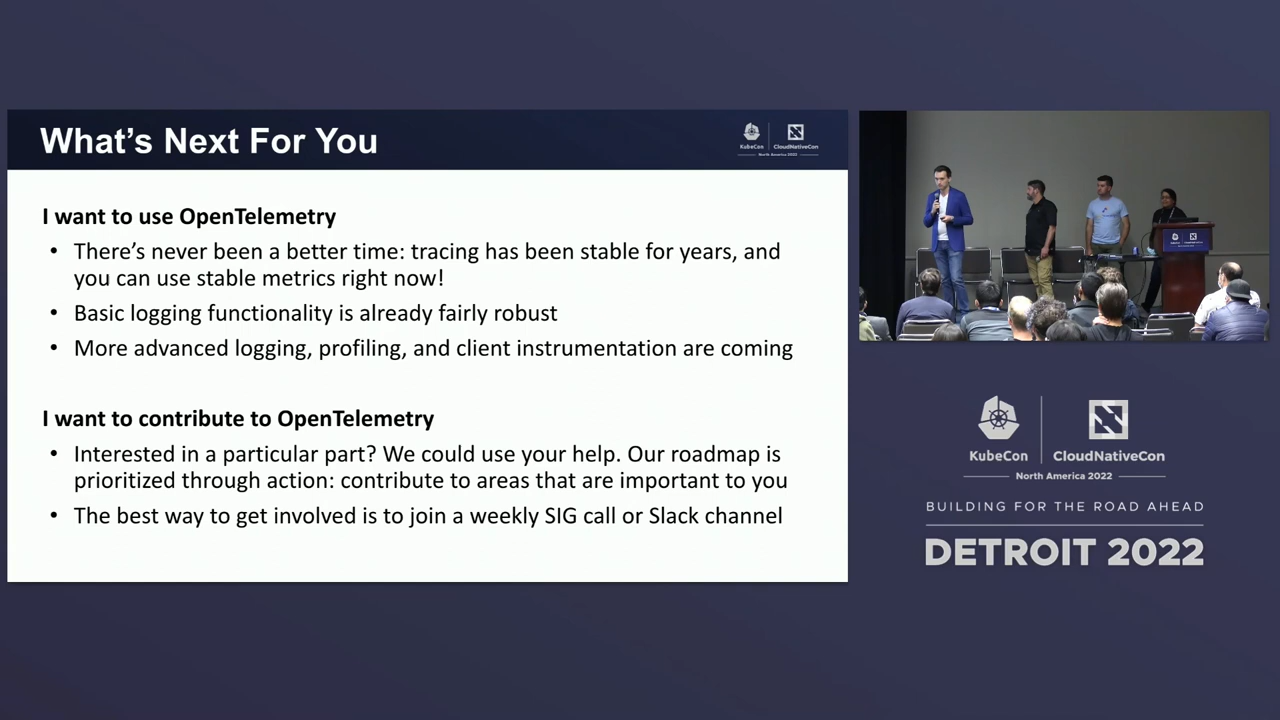 What's Next For You
KubeCon
CloudNativeCon
North America 2022
I want to use OpenTelemetry
• There's never been a better time: tracing has been stable for years, and
you can use stable metrics right now!
• Basic logging functionality is already fairly robust
• More advanced logging, profiling, and client instrumentation are coming
I want to contribute to OpenTelemetry
• Interested in a particular part? We could use your help. Our roadmap is
prioritized through action: contribute to areas that are important to you
• The best way to get involved is to join a weekly SIG call or Slack channel
KubeCon
CloudNativeCon
North America 2022
BUILDING FOR THE ROAD AHEAD
DETROIT 2022